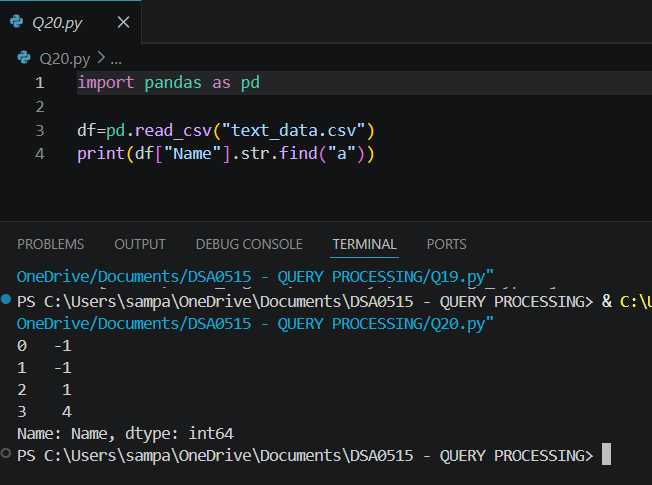 Q20.py ×
Q20.py > ...
1 import pandas as pd
2
3 df=pd.read_csv("text_data.csv")
4 print(df["Name"].str.find("a"))
PROBLEMS OUTPUT DEBUG CONSOLE TERMINAL PORTS
OneDrive/Documents/DSA0515 - QUERY PROCESSING/Q19.py"
PS C:\Users\sampa\OneDrive\Documents\DSA0515 - QUERY PROCESSING> & C:\U
OneDrive/Documents/DSA0515 - QUERY PROCESSING/Q20.py"
0 -1
1 -1
2 1
3 4
Name: Name, dtype: int64
PS C:\Users\sampa\OneDrive\Documents\DSA0515 - QUERY PROCESSING>